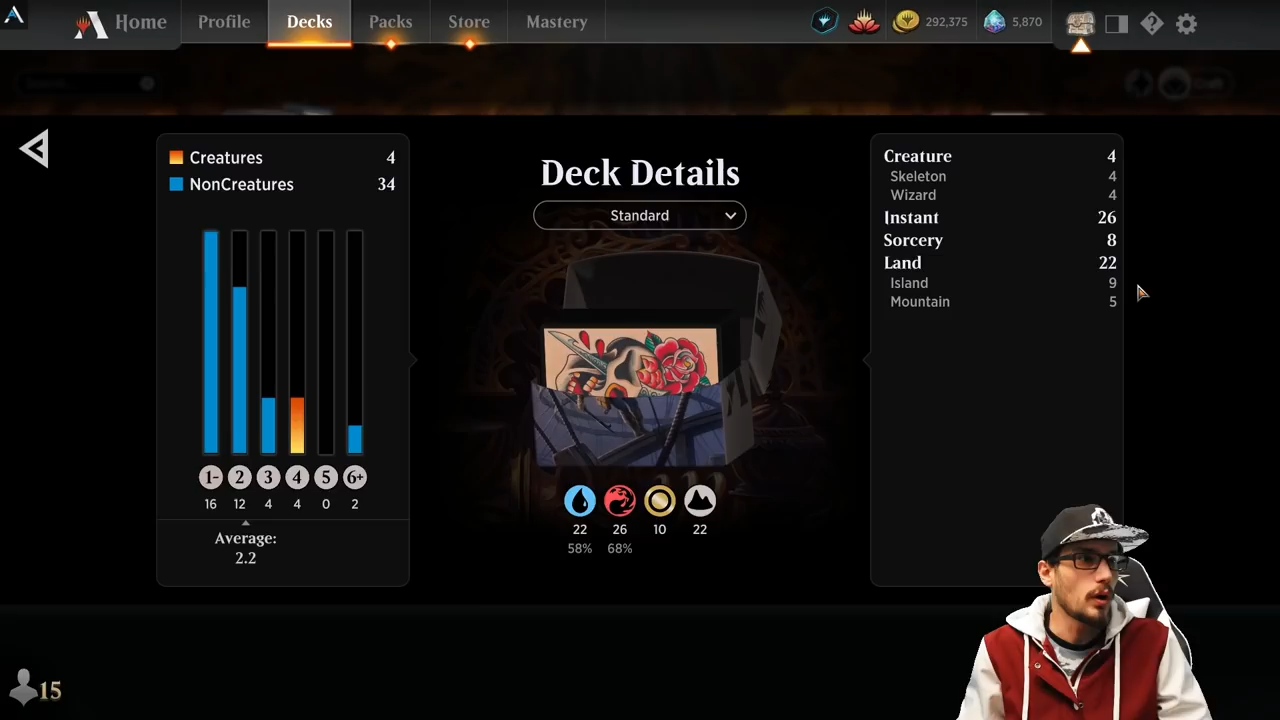 Home
Profile
Decks
Packs
Store
Mastery
292,375
5,870
Creatures 4
NonCreatures 34
1- 2 3 4 5 6+
16 12 4 4 0 2
Average:
2.2
Deck Details
Standard
22 26 10 22
58% 68%
Creature 4
Skeleton 4
Wizard 4
Instant 26
Sorcery 8
Land 22
Island 9
Mountain 5
15